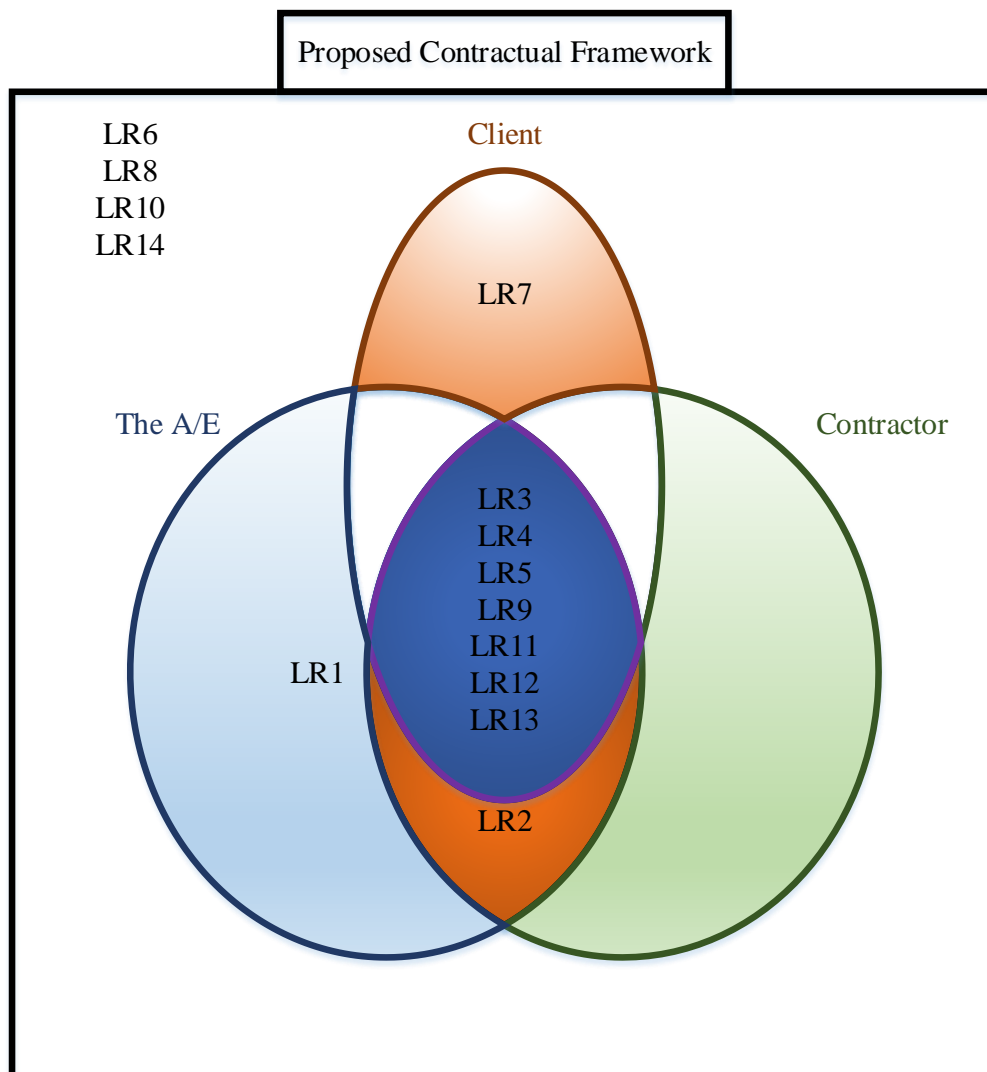 Proposed Contractual Framework
LR6
LR8
LR10
LR14
Client
LR7
The A/E
Contractor
LR3
LR4
LR5
LR9
LR11
LR12
LR13
LR1
LR2